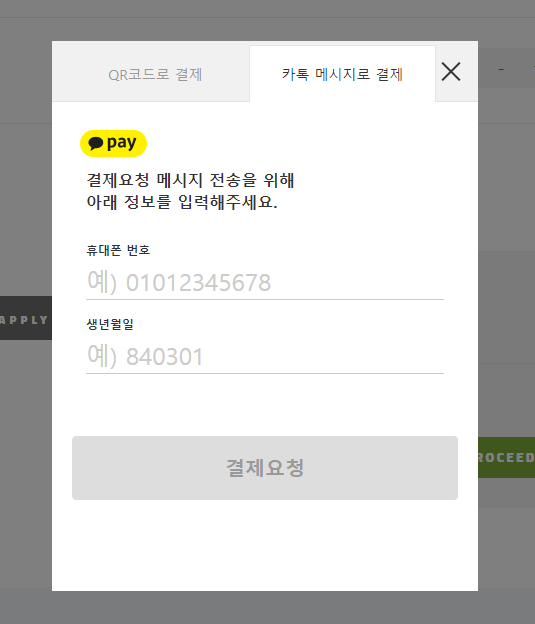 QR코드로 결제
카톡 메시지로 결제
pay
결제요청 메시지 전송을 위해
아래 정보를 입력해주세요.
휴대폰 번호
예) 01012345678
APPLY
생년월일
예) 840301
ROCEED
결제요청